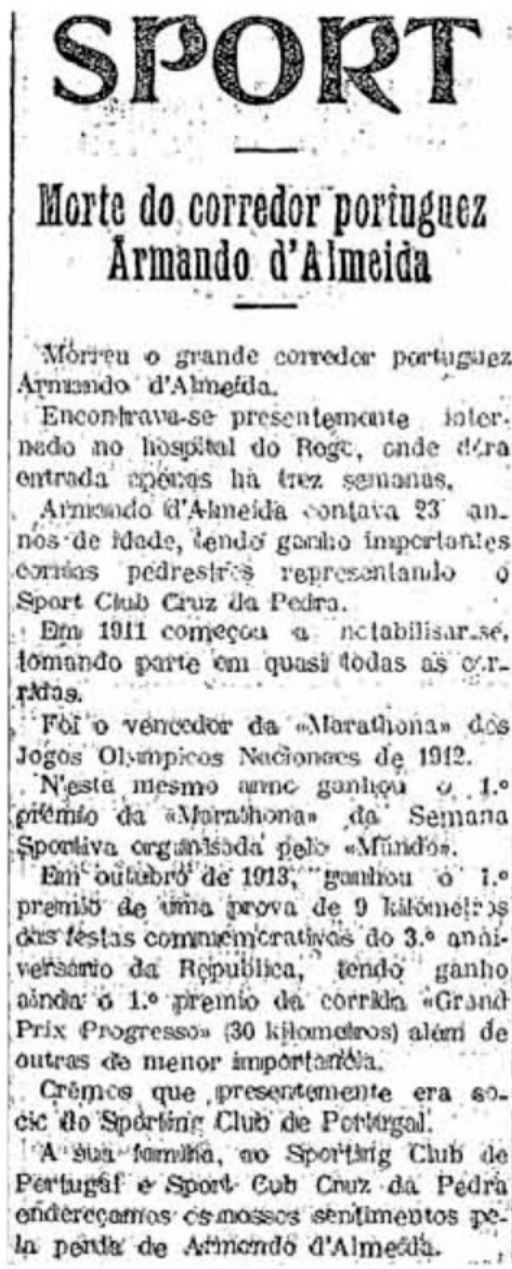 SPORT
Morte do corredor portuguez
Armando d'Almeida
Morreu o grande corredor portuguez
Armando d'Almeida.
Encontrava-se presentemente inter-
nado no hospital do Rego, onde déra
entrada apenas ha trez semanas.
Armando d'Almeida contava 23 an-
nos de idade, tendo ganho importantes
corridas pedrestres representando o
Sport Club Cruz da Pedra.
Em 1911 começou a notabilisar-se,
tomando parte em quasi todas as cor-
ridas.
Foi o vencedor da «Marathona» dos
Jogos Olympicos Nacionaes de 1912.
N'este mesmo anno ganhou o 1.º
prémio da «Marathona» da Semana
Sportiva organisada pelo «Mundo».
Em outubro de 1913, ganhou o 1.º
premio de uma prova de 9 kilometros
das festas commemorativas do 3.º anni-
versario da Republica, tendo ganho
ainda o 1.º premio da corrida «Grand
Prix Progresso» (30 kilometros) além de
outras de menor importancia.
Crêmos que presentemente era so-
cio do Sporting Club de Portugal.
A sua familia, ao Sporting Club de
Portugal e Sport Cub Cruz da Pedra
endereçamos os nossos sentimentos pe-
la perda de Armando d'Almeida.